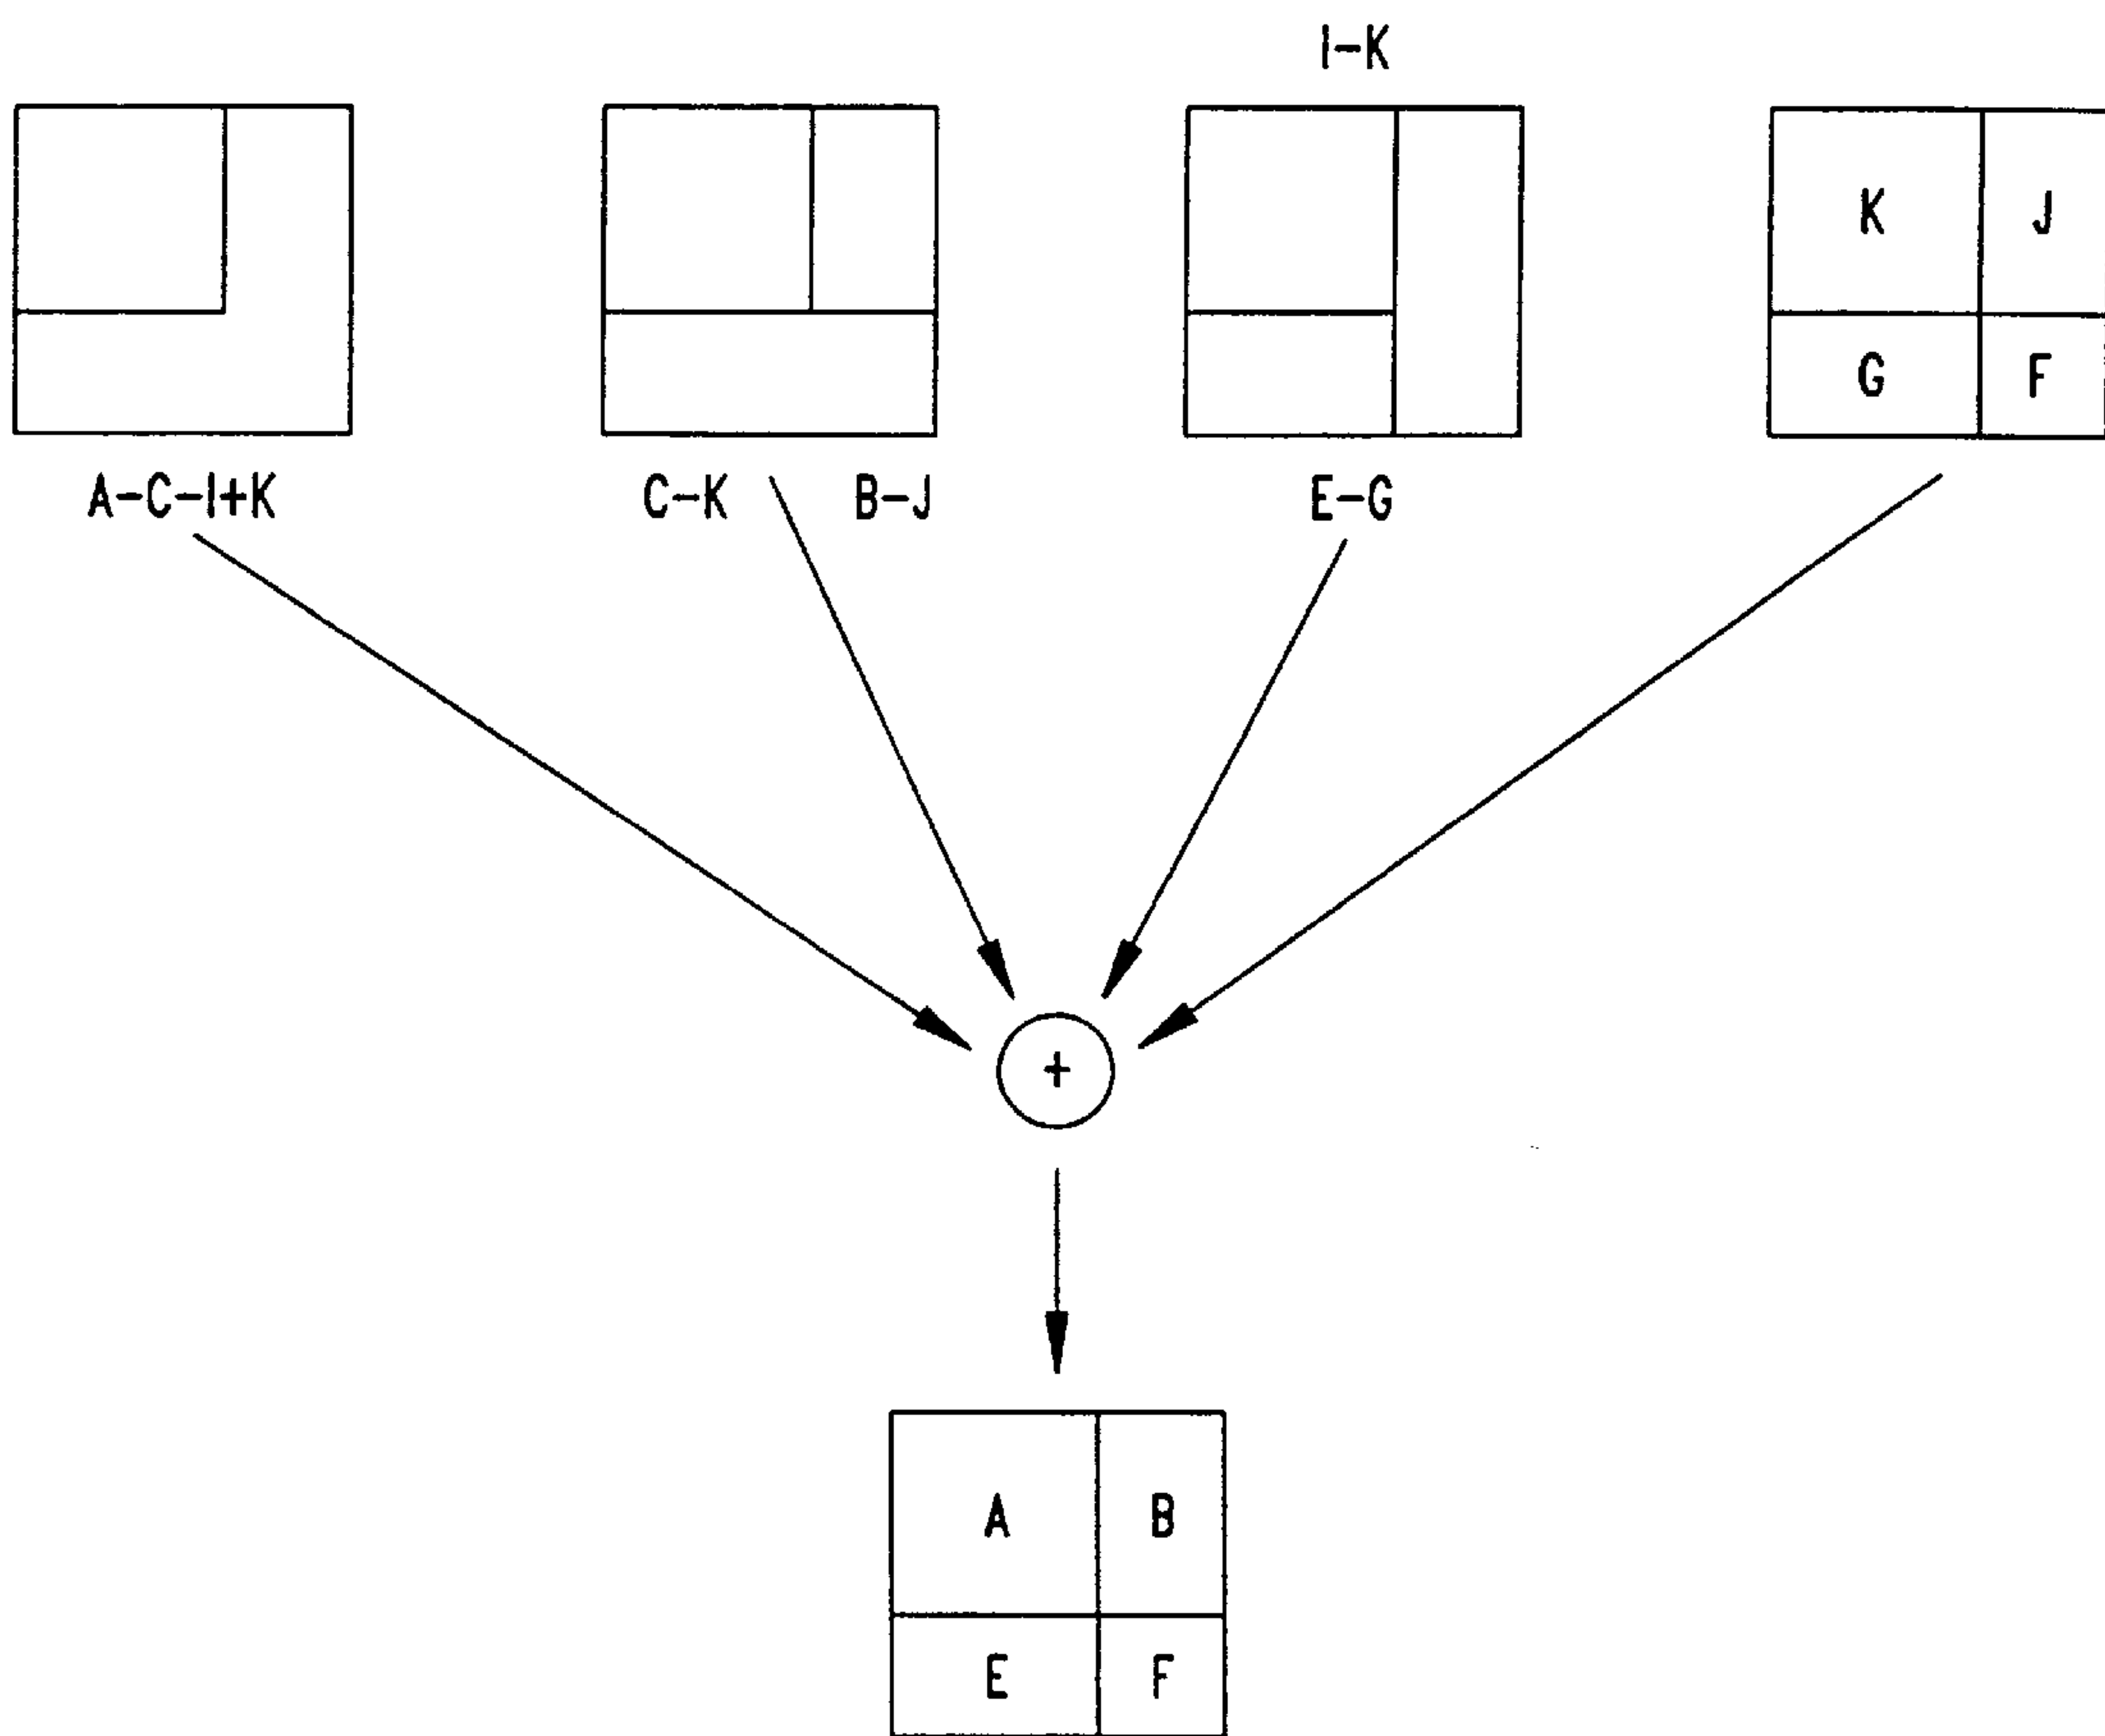 I-K
K J
G F
A-C-I+K C-K B-J E-G
+
A B
E F